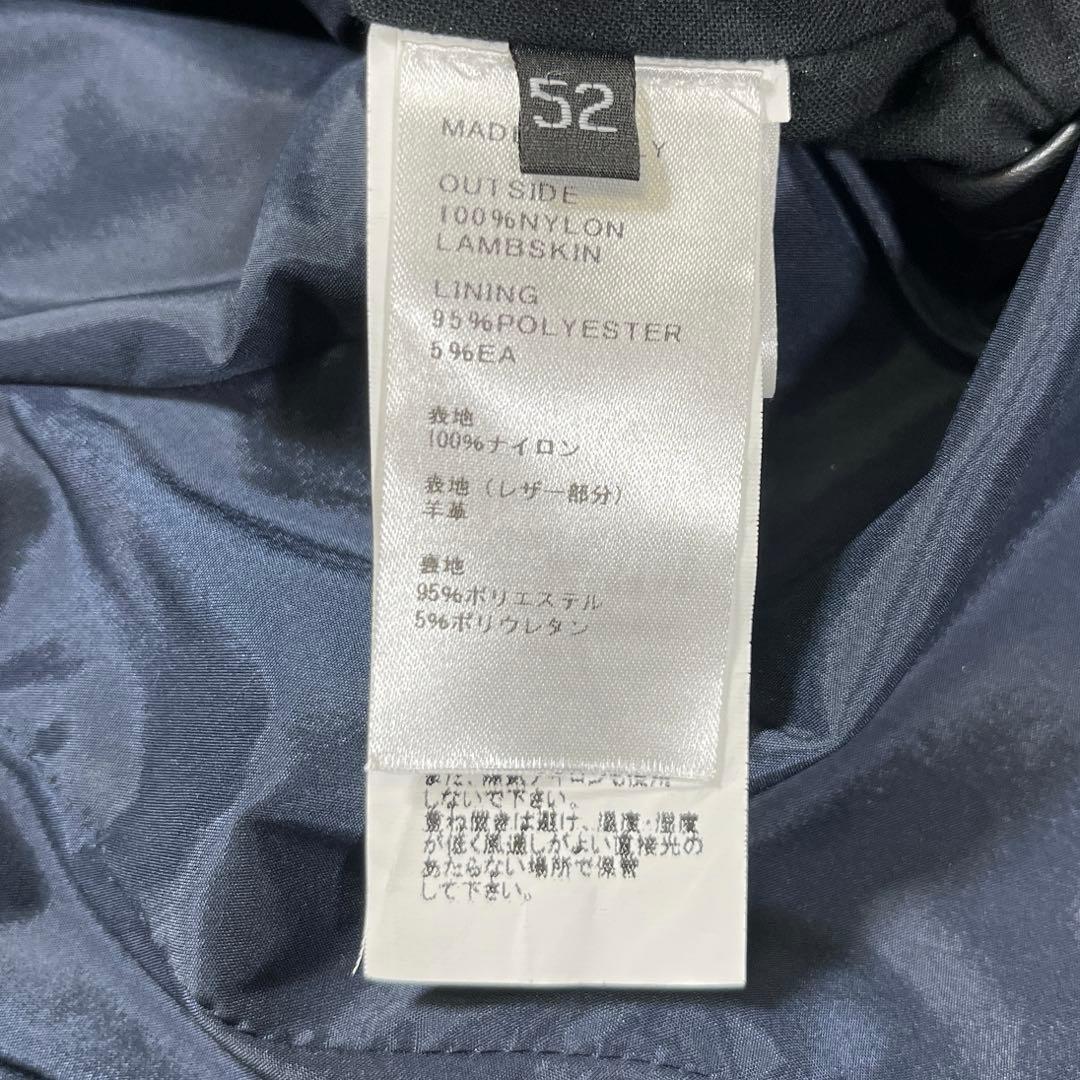 52
MADE
OUTSIDE
100%NYLON
LAMBSKIN
LINING
95%POLYESTER
5%EA
表地
100%ナイロン
表地(レザー部分)
羊革
裏地
95%ポリエステル
5%ポリウレタン
しないで下さい。
重ね置きは避け、温度・湿度
が低く風通しがよい直接光の
あたらない場所で保管
して下さい。